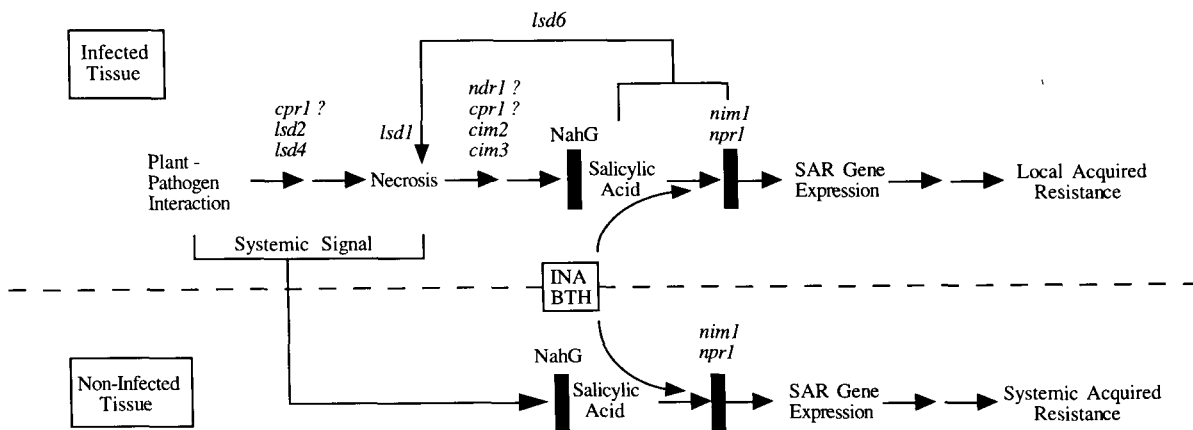 lsd6
Infected
Tissue
cpr1 ?
lsd2
lsd4
lsd1
ndr1 ?
cpr1 ?
cim2
cim3
NahG
nim1
npr1
Plant -
Pathogen
Interaction
Necrosis
Salicylic
Acid
SAR Gene
Expression
Local Acquired
Resistance
Systemic Signal
INA
BTH
Non-Infected
Tissue
NahG
Salicylic
Acid
nim1
npr1
SAR Gene
Expression
Systemic Acquired
Resistance